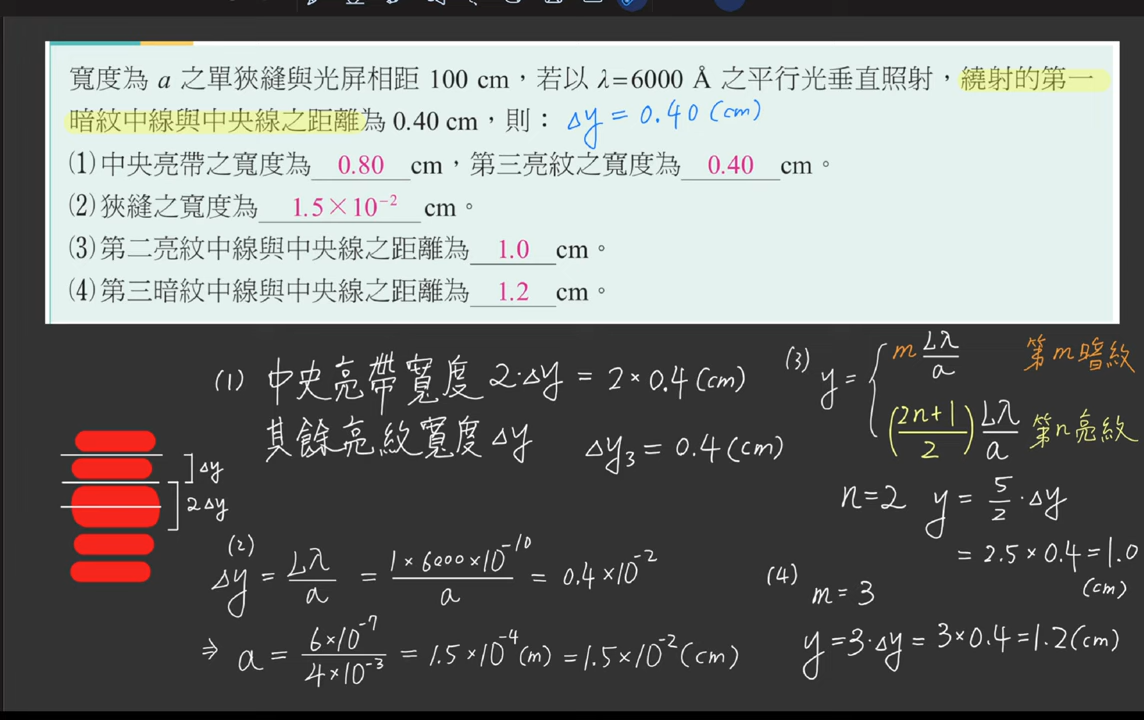 寬度為 a 之單狹縫與光屏相距 100 cm，若以 λ=6000 Å 之平行光垂直照射，繞射的第一
暗紋中線與中央線之距離為 0.40 cm，則： Δy = 0.40 (cm)
(1)中央亮帶之寬度為 0.80 cm，第三亮紋之寬度為 0.40 cm。
(2)狹縫之寬度為 1.5×10⁻² cm。
(3)第二亮紋中線與中央線之距離為 1.0 cm。
(4)第三暗紋中線與中央線之距離為 1.2 cm。
(1) 中央亮帶寬度 2·Δy = 2×0.4 (cm)
其餘亮紋寬度 Δy Δy₃ = 0.4 (cm)
Δy
2Δy
(2)
Δy = Lλ/a = 1×6000×10⁻¹⁰/a = 0.4×10⁻²
⇒ a = 6×10⁻⁷/4×10⁻³ = 1.5×10⁻⁴ (m) = 1.5×10⁻² (cm)
(3) y = { m Lλ/a 第m暗紋
(2n+1/2) Lλ/a 第n亮紋
n=2 y = 5/2 · Δy
= 2.5×0.4 = 1.0
(cm)
(4) m = 3
y = 3·Δy = 3×0.4 = 1.2 (cm)